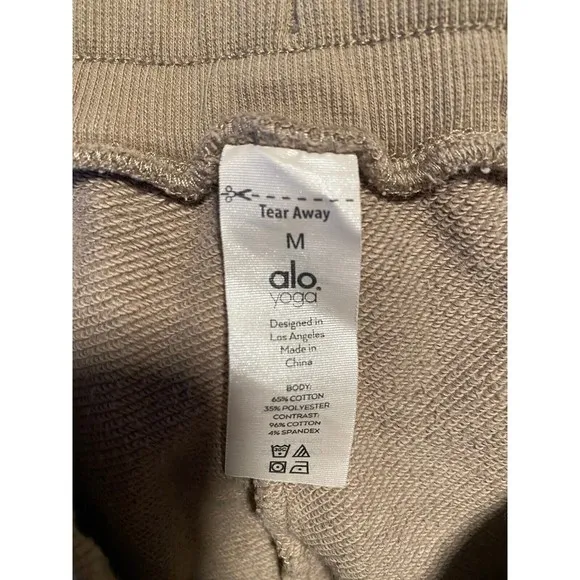 Tear Away
M
alo
yoga
Designed in
Los Angeles
Made in
China
BODY:
65% COTTON
35% POLYESTER
CONTRAST:
96% COTTON
4% SPANDEX